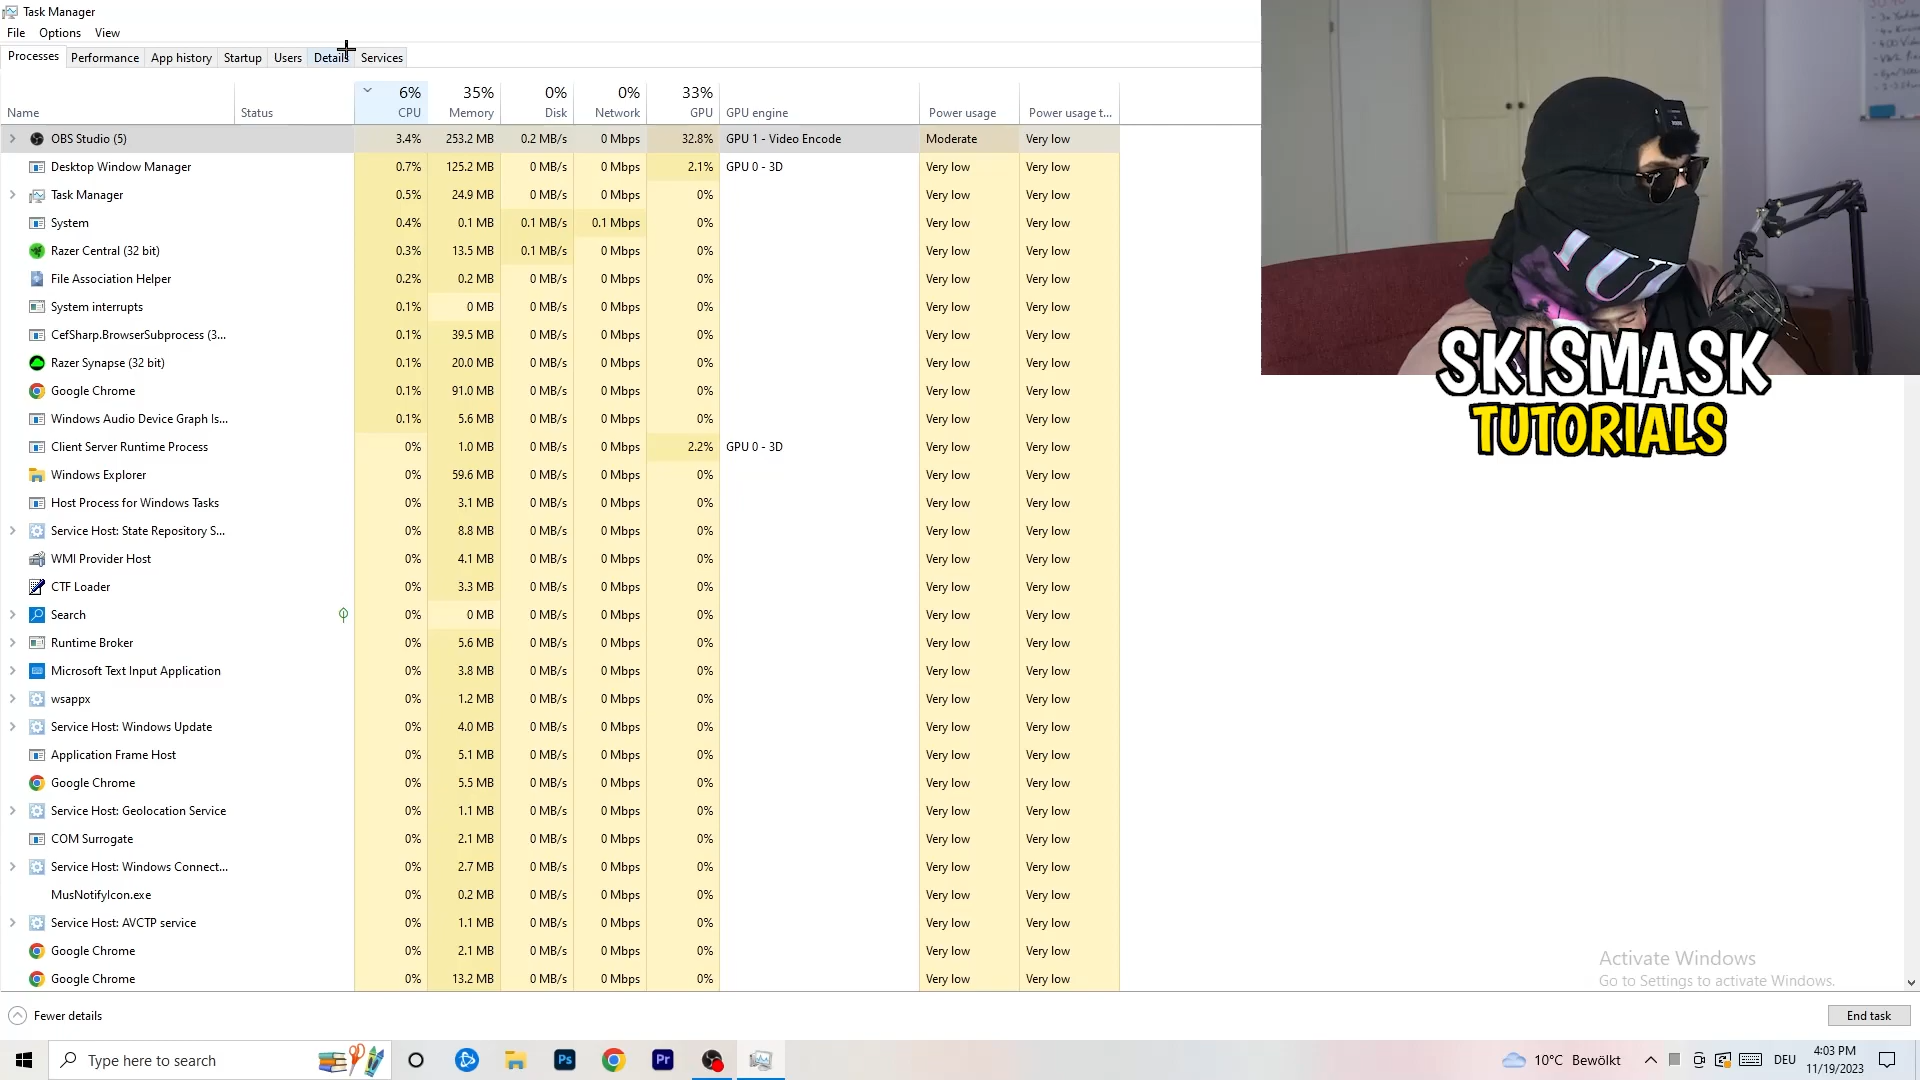 Task Manager
File Options View
Processes Performance App history Startup Users Details Services
6% 35% 0% 0% 33%
Name Status CPU Memory Disk Network GPU GPU engine Power usage Power usage t...
OBS Studio (5) 3.4% 253.2 MB 0.2 MB/s 0 Mbps 32.8% GPU 1 - Video Encode Moderate Very low
Desktop Window Manager 0.7% 125.2 MB 0 MB/s 0 Mbps 2.1% GPU 0 - 3D Very low Very low
Task Manager 0.5% 24.9 MB 0 MB/s 0 Mbps 0% Very low Very low
System 0.4% 0.1 MB 0.1 MB/s 0.1 Mbps 0% Very low Very low
Razer Central (32 bit) 0.3% 13.5 MB 0.1 MB/s 0 Mbps 0% Very low Very low
File Association Helper 0.2% 0.2 MB 0 MB/s 0 Mbps 0% Very low Very low
System interrupts 0.1% 0 MB 0 MB/s 0 Mbps 0% Very low Very low
CefSharp.BrowserSubprocess (3... 0.1% 39.5 MB 0 MB/s 0 Mbps 0% Very low Very low
Razer Synapse (32 bit) 0.1% 20.0 MB 0 MB/s 0 Mbps 0% Very low Very low
Google Chrome 0.1% 91.0 MB 0 MB/s 0 Mbps 0% Very low Very low
Windows Audio Device Graph Is... 0.1% 5.6 MB 0 MB/s 0 Mbps 0% Very low Very low
Client Server Runtime Process 0% 1.0 MB 0 MB/s 0 Mbps 2.2% GPU 0 - 3D Very low Very low
Windows Explorer 0% 59.6 MB 0 MB/s 0 Mbps 0% Very low Very low
Host Process for Windows Tasks 0% 3.1 MB 0 MB/s 0 Mbps 0% Very low Very low
Service Host: State Repository S... 0% 8.8 MB 0 MB/s 0 Mbps 0% Very low Very low
WMI Provider Host 0% 4.1 MB 0 MB/s 0 Mbps 0% Very low Very low
CTF Loader 0% 3.3 MB 0 MB/s 0 Mbps 0% Very low Very low
Search 0% 0 MB 0 MB/s 0 Mbps 0% Very low Very low
Runtime Broker 0% 5.6 MB 0 MB/s 0 Mbps 0% Very low Very low
Microsoft Text Input Application 0% 3.8 MB 0 MB/s 0 Mbps 0% Very low Very low
wsappx 0% 1.2 MB 0 MB/s 0 Mbps 0% Very low Very low
Service Host: Windows Update 0% 4.0 MB 0 MB/s 0 Mbps 0% Very low Very low
Application Frame Host 0% 5.1 MB 0 MB/s 0 Mbps 0% Very low Very low
Google Chrome 0% 5.5 MB 0 MB/s 0 Mbps 0% Very low Very low
Service Host: Geolocation Service 0% 1.1 MB 0 MB/s 0 Mbps 0% Very low Very low
COM Surrogate 0% 2.1 MB 0 MB/s 0 Mbps 0% Very low Very low
Service Host: Windows Connect... 0% 2.7 MB 0 MB/s 0 Mbps 0% Very low Very low
MusNotifyIcon.exe 0% 0.2 MB 0 MB/s 0 Mbps 0% Very low Very low
Service Host: AVCTP service 0% 1.1 MB 0 MB/s 0 Mbps 0% Very low Very low
Google Chrome 0% 2.1 MB 0 MB/s 0 Mbps 0% Very low Very low
Google Chrome 0% 13.2 MB 0 MB/s 0 Mbps 0% Very low Very low
SKISMASK
TUTORIALS
Activate Windows
Go to Settings to activate Windows.
Fewer details End task
Type here to search Ps Pr 10°C Bewölkt DEU 4:03 PM
11/19/2023